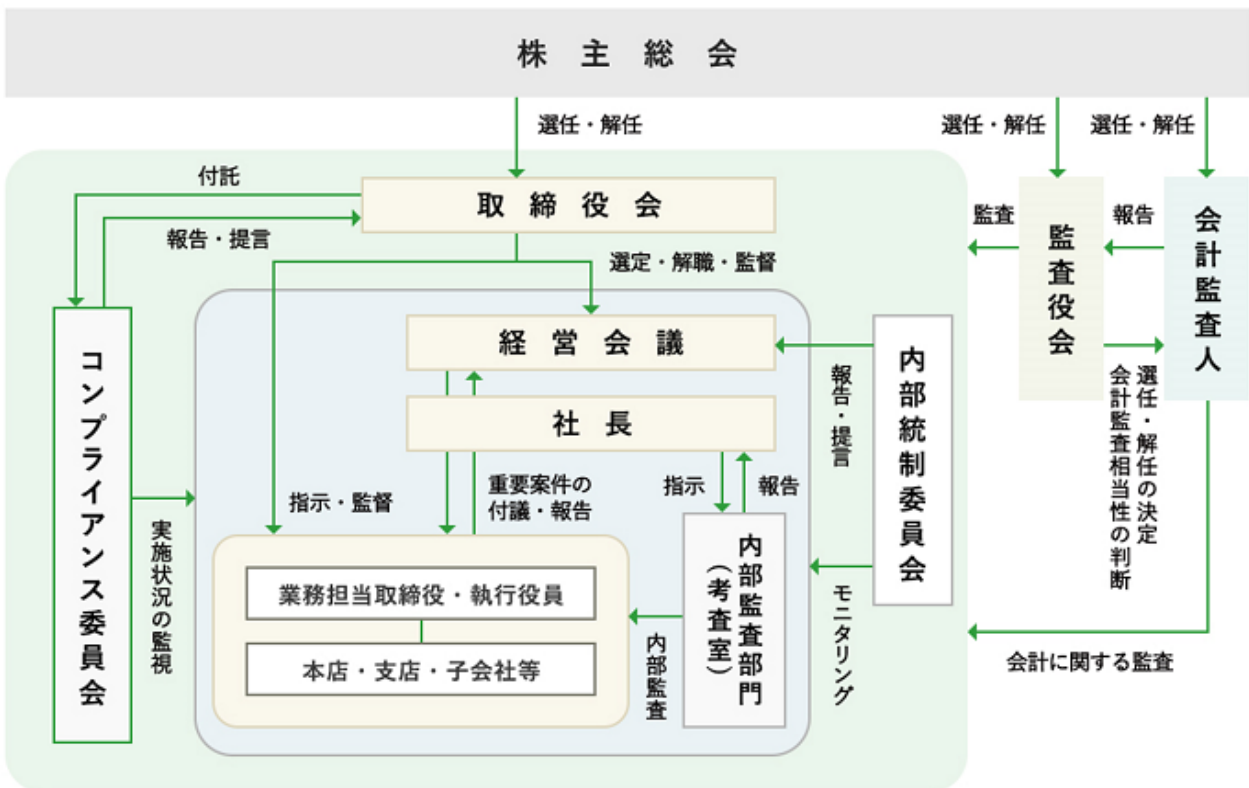 株主総会
選任・解任
選任・解任
選任・解任
付託
取締役会
報告・提言
選定・解職・監督
監査
報告
監査役会
会計監査人
経営会議
社長
コンプライアンス委員会
内部統制委員会
報告・提言
選任・解任の決定
会計監査相当性の判断
指示・監督
重要案件の
付議・報告
指示
報告
実施状況の監視
内部監査部門
（考査室）
業務担当取締役・執行役員
本店・支店・子会社等
内部監査
モニタリング
会計に関する監査